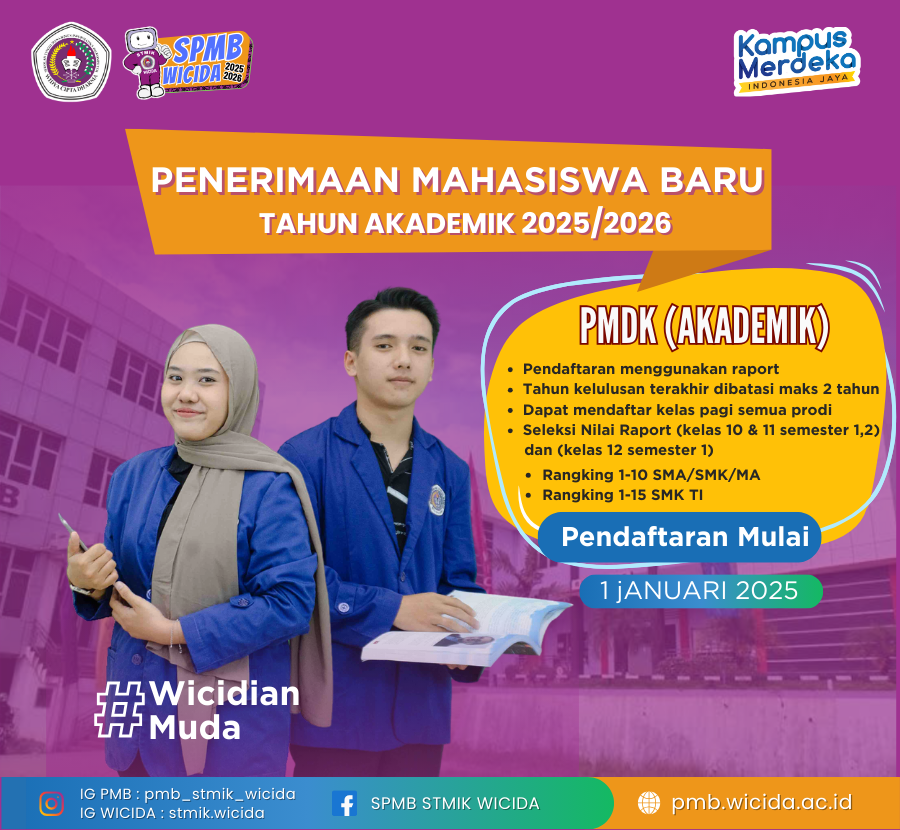 SPMB
WICIDA
2025
2026
STMIK
WIDYA CIPTA DHARMA
Kampus
Merdeka
INDONESIA JAYA
PENERIMAAN MAHASISWA BARU
TAHUN AKADEMIK 2025/2026
PMDK (AKADEMIK)
• Pendaftaran menggunakan raport
• Tahun kelulusan terakhir dibatasi maks 2 tahun
• Dapat mendaftar kelas pagi semua prodi
• Seleksi Nilai Raport (kelas 10 & 11 semester 1,2)
dan (kelas 12 semester 1)
• Rangking 1-10 SMA/SMK/MA
• Rangking 1-15 SMK TI
Pendaftaran Mulai
1 jANUARI 2025
#Wicidian
Muda
IG PMB : pmb_stmik_wicida
IG WICIDA : stmik.wicida
SPMB STMIK WICIDA
pmb.wicida.ac.id